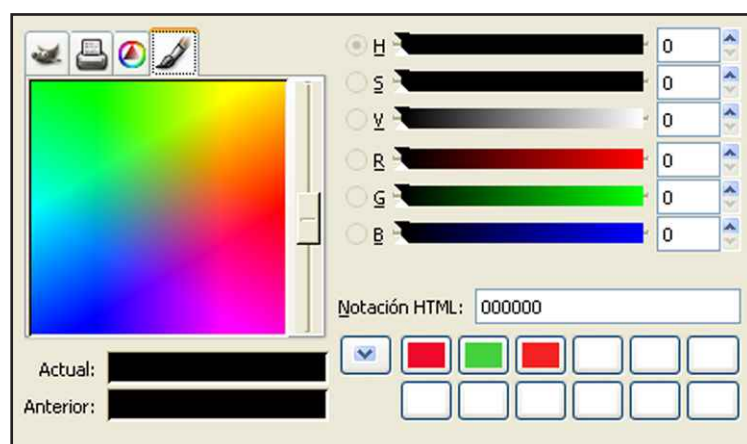 H 0
S 0
V 0
R 0
G 0
B 0
Notación HTML: 000000
Actual:
Anterior: